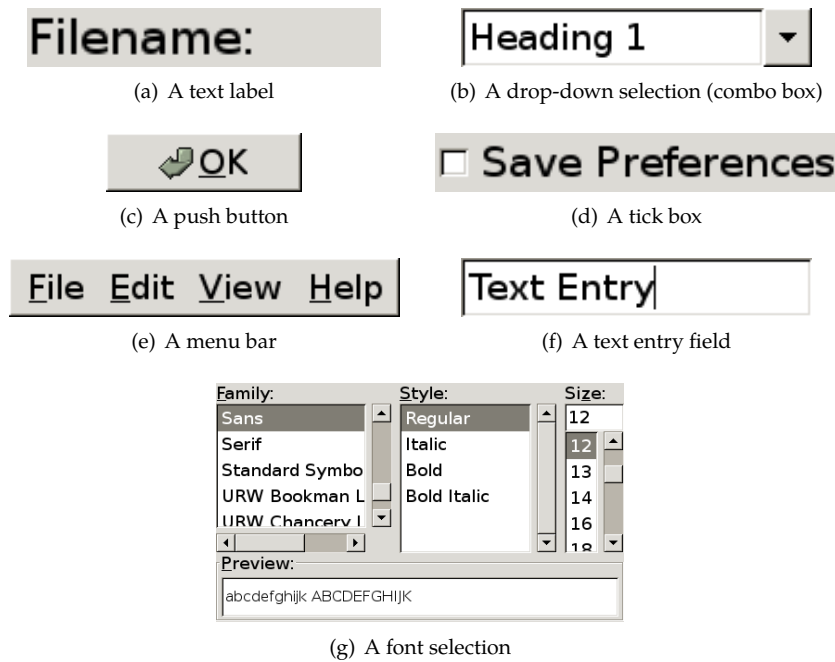 Filename:
(a) A text label
Heading 1
(b) A drop-down selection (combo box)
OK
(c) A push button
Save Preferences
(d) A tick box
File Edit View Help
(e) A menu bar
Text Entry
(f) A text entry field
Family:
Sans
Serif
Standard Symbo
URW Bookman L
URW Chancery L
Style:
Regular
Italic
Bold
Bold Italic
Size:
12
12
13
14
16
18
Preview:
abcdefghijk ABCDEFGHIJK
(g) A font selection